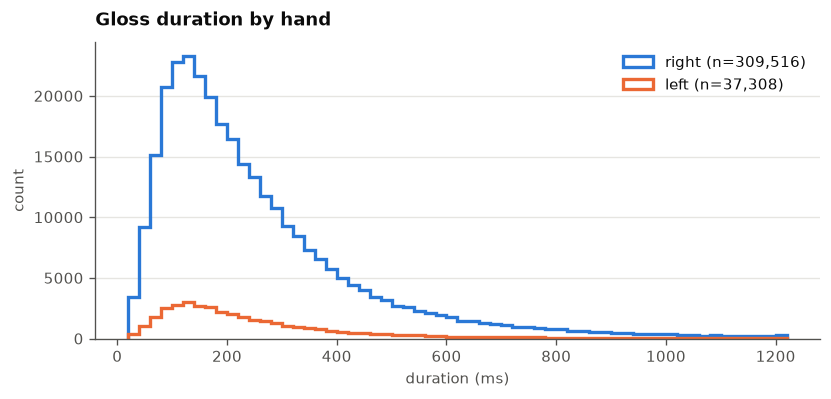 Gloss duration by hand
right (n=309,516)
left (n=37,308)
count
20000
15000
10000
5000
0
0 200 400 600 800 1000 1200
duration (ms)